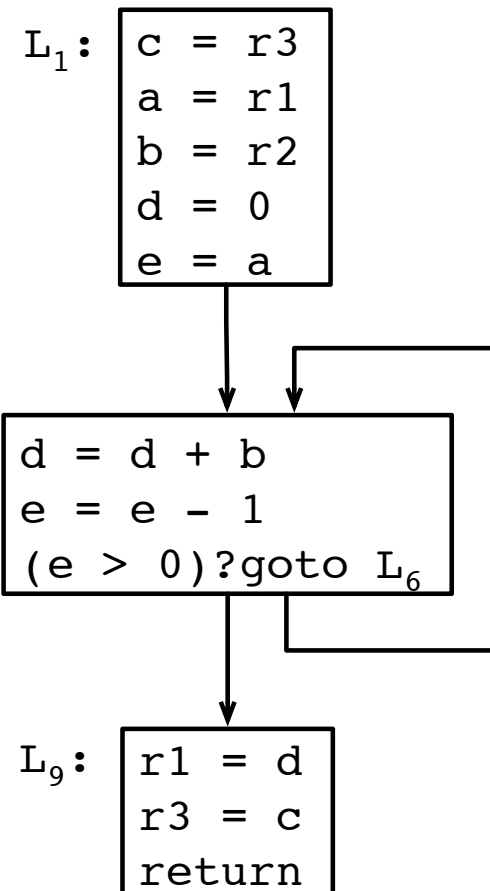 L₁: c = r3
a = r1
b = r2
d = 0
e = a
d = d + b
e = e - 1
(e > 0)?goto L₆
L₉: r1 = d
r3 = c
return